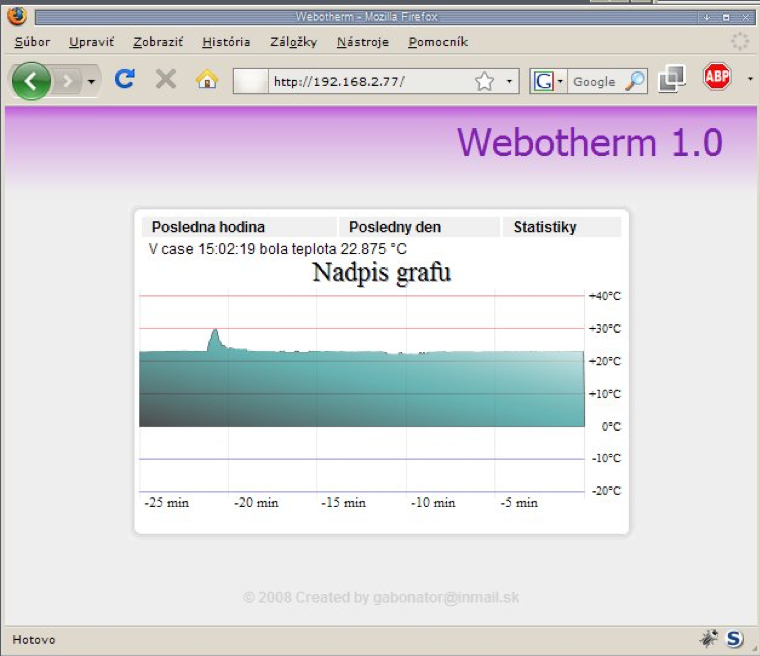 Webotherm - Mozilla Firefox
Súbor Upraviť Zobraziť História Záložky Nástroje Pomocník
http://192.168.2.77/ G Google ABP
Webotherm 1.0
Posledna hodina Posledny den Statistiky
V case 15:02:19 bola teplota 22.875 °C
Nadpis grafu
+40°C
+30°C
+20°C
+10°C
0°C
-10°C
-20°C
-25 min -20 min -15 min -10 min -5 min
© 2008 Created by gabonator@inmail.sk
Hotovo S